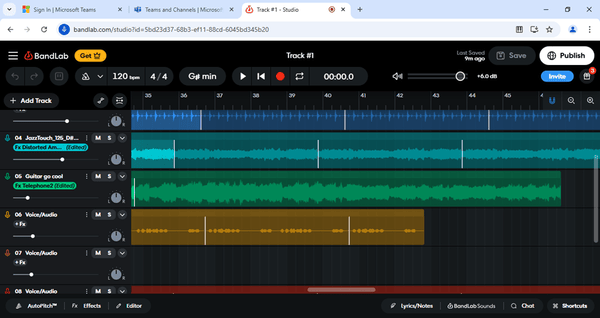 Sign In | Microsoft Teams
Teams and Channels | Microsoft
Track #1 - Studio
bandlab.com/studio?id=5bd23d37-68b3-ef11-88cd-6045bd345b20
BandLab
Get
Track #1
Last Saved
9m ago
Save
Publish
120 bpm
4 / 4
G# min
00:00.0
+6.0 dB
Invite
3
Add Track
35
36
37
38
39
40
41
42
43
44
45
46
L R
04 JazzTouch_125_D#...
M S
Fx Distorted Am... (Edited)
L R
05 Guitar go cool
M S
Fx Telephone2 (Edited)
L R
06 Voice/Audio
M S
+ Fx
L R
07 Voice/Audio
M S
+ Fx
L R
08 Voice/Audio
M S
AutoPitch™
Fx Effects
Editor
Lyrics/Notes
BandLab Sounds
Chat
Shortcuts